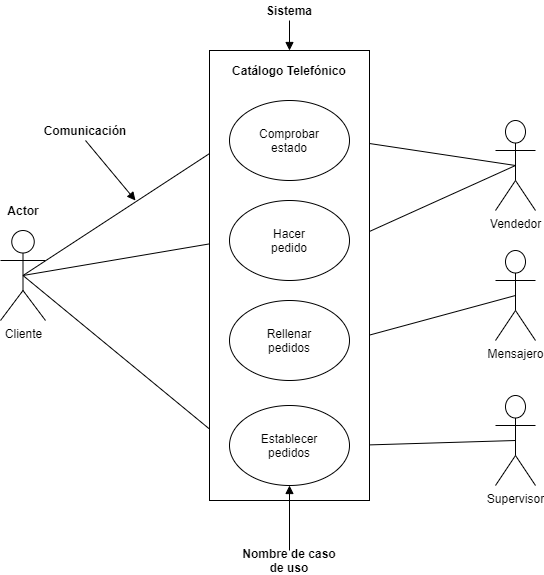 Sistema
Catálogo Telefónico
Comunicación
Comprobar
estado
Actor
Vendedor
Hacer
pedido
Cliente
Rellenar
pedidos
Mensajero
Establecer
pedidos
Supervisor
Nombre de caso
de uso